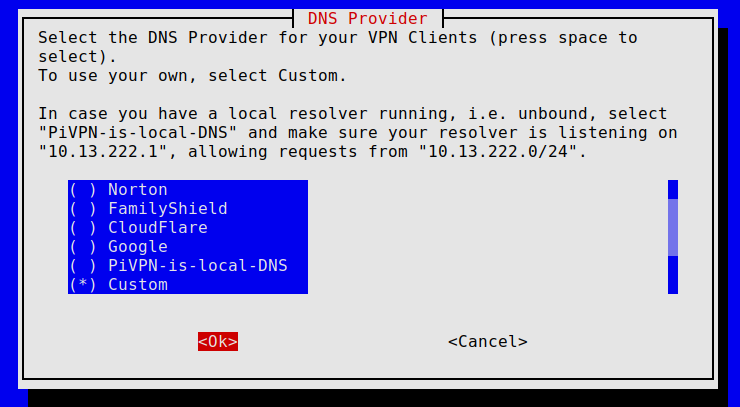 DNS Provider
Select the DNS Provider for your VPN Clients (press space to
select).
To use your own, select Custom.
In case you have a local resolver running, i.e. unbound, select
"PiVPN-is-local-DNS" and make sure your resolver is listening on
"10.13.222.1", allowing requests from "10.13.222.0/24".
( ) Norton
( ) FamilyShield
( ) CloudFlare
( ) Google
( ) PiVPN-is-local-DNS
(*) Custom
<Ok> <Cancel>